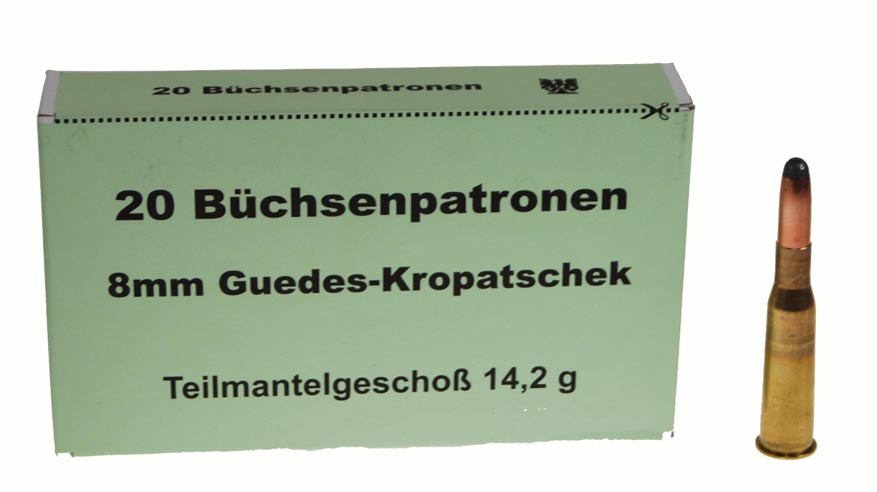 20 Büchsenpatronen
20 Büchsenpatronen
8mm Guedes-Kropatschek
Teilmantelgeschoß 14,2 g